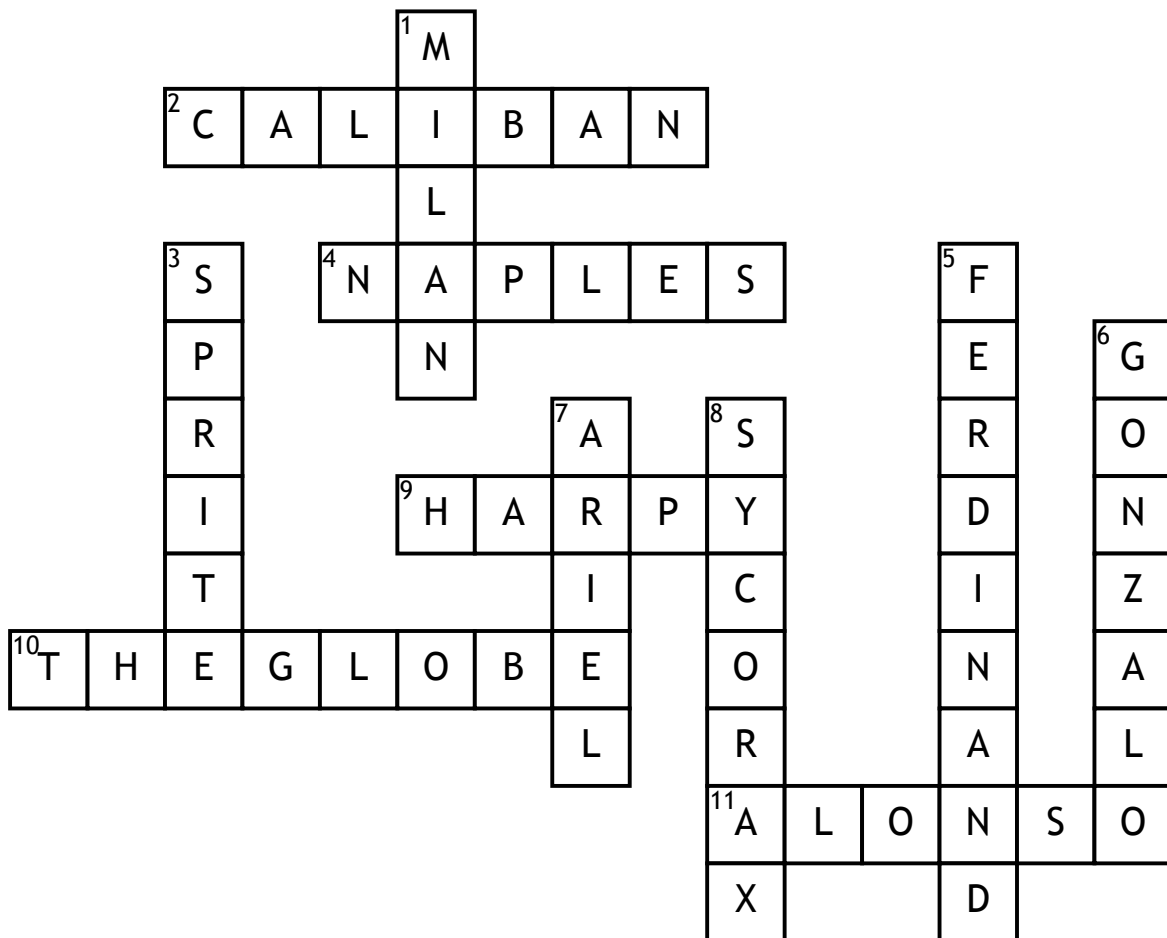 1 M
2 C A L I B A N
L
3 S 4 N A P L E S 5 F
P N E 6 G
R 7 A 8 S R O
I 9 H A R P Y D N
T I C I Z
10 T H E G L O B E O N A
L R A L
11 A L O N S O
X D